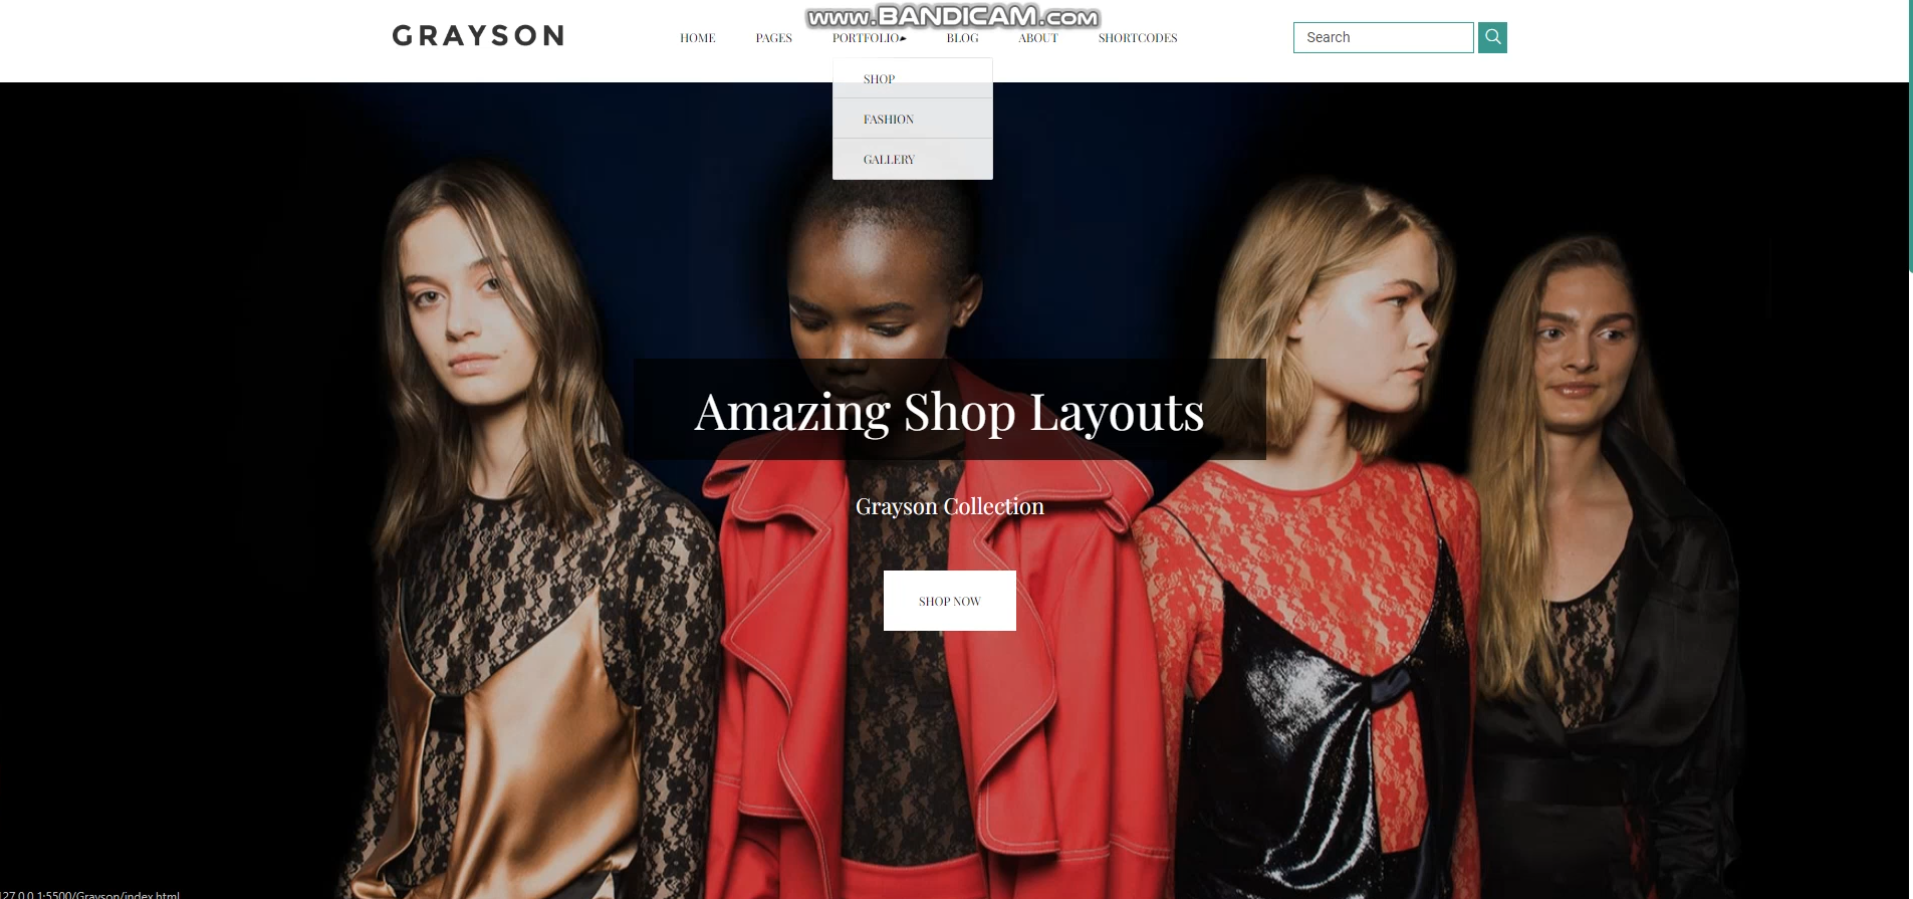 www.BANDICAM.com
GRAYSON
HOME
PAGES
PORTFOLIO
BLOG
ABOUT
SHORTCODES
Search
SHOP
FASHION
GALLERY
Amazing Shop Layouts
Grayson Collection
SHOP NOW
127.0.0.1:5500/Grayson/index.html